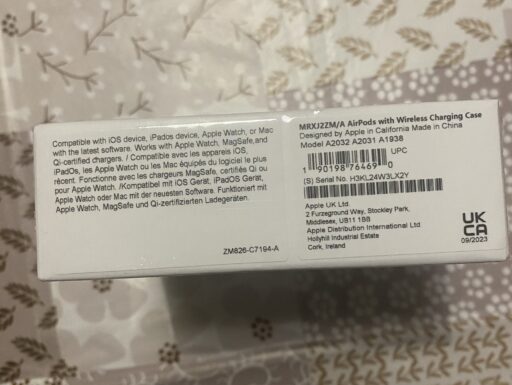 Compatible with iOS device, iPados device, Apple Watch, or Mac
with the latest software. Works with Apple Watch, MagSafe,and
Qi-certified chargers. / Compatible avec les appareils iOS,
iPadOs, les Apple Watch ou les Mac équipés du logiciel le plus
récent. Fonctionne avec les chargeurs MagSafe, certifiés Qi ou
pour Apple Watch. /Kompatibel mit iOS Gerät, iPadOS Gerät,
Apple Watch oder Mac mit der neuesten Software. Funktioniert mit
Apple Watch, MagSafe und Qi-zertifizierten Ladegeräten.
ZM826-C7194-A
MRXJ2ZM/A AirPods with Wireless Charging Case
Designed by Apple in California Made in China
Model A2032 A2031 A1938
UPC
1 90198 76469 0
(S) Serial No. H3KL24W3LX2Y
Apple UK Ltd.
2 Furzeground Way, Stockley Park,
Middlesex, UB11 1BB
Apple Distribution International Ltd
Hollyhill Industrial Estate
Cork, Ireland
UK
CA
09/2023